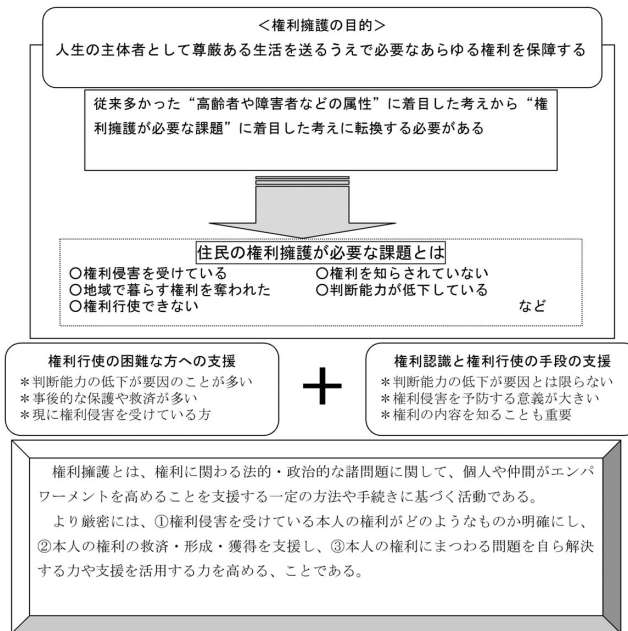 ＜権利擁護の目的＞
人生の主体者として尊厳ある生活を送るうえで必要なあらゆる権利を保障する
従来多かった“高齢者や障害者などの属性”に着目した考えから“権
利擁護が必要な課題”に着目した考えに転換する必要がある
住民の権利擁護が必要な課題とは
○権利侵害を受けている　○権利を知らされていない
○地域で暮らす権利を奪われた　○判断能力が低下している
○権利行使できない　など
権利行使の困難な方への支援
＊判断能力の低下が要因のことが多い
＊事後的な保護や救済が多い
＊現に権利侵害を受けている方
＋
権利認識と権利行使の手段の支援
＊判断能力の低下が要因とは限らない
＊権利侵害を予防する意義が大きい
＊権利の内容を知ることも重要
権利擁護とは、権利に関わる法的・政治的な諸問題に関して、個人や仲間がエンパ
ワーメントを高めることを支援する一定の方法や手続きに基づく活動である。
より厳密には、①権利侵害を受けている本人の権利がどのようなものか明確にし、
②本人の権利の救済・形成・獲得を支援し、③本人の権利にまつわる問題を自ら解決
する力や支援を活用する力を高める、ことである。